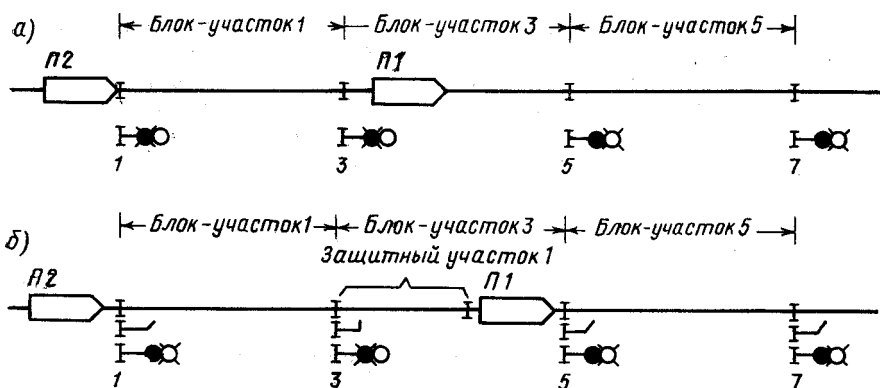 а) Блок-участок 1 Блок-участок 3 Блок-участок 5
П2 П1
1 3 5 7
б) Блок-участок 1 Блок-участок 3 Блок-участок 5
Защитный участок 1
П2 П1
1 3 5 7